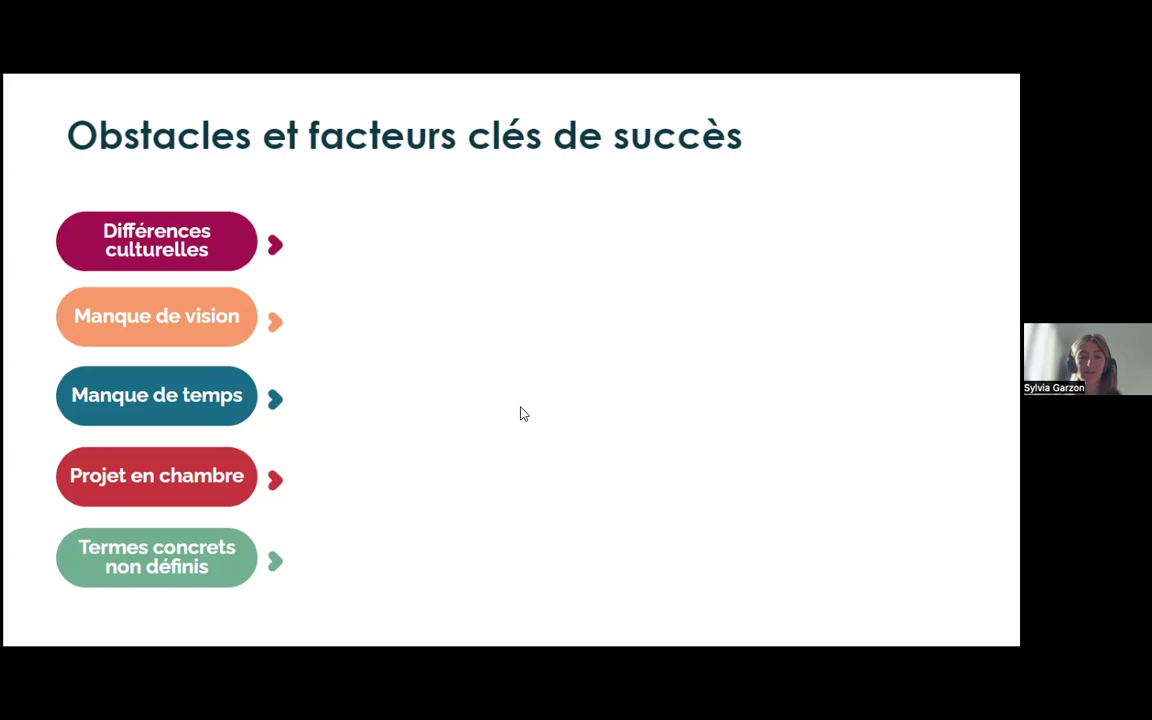 Obstacles et facteurs clés de succès
Différences
culturelles
Manque de vision
Manque de temps
Projet en chambre
Termes concrets
non définis
Sylvia Garzon